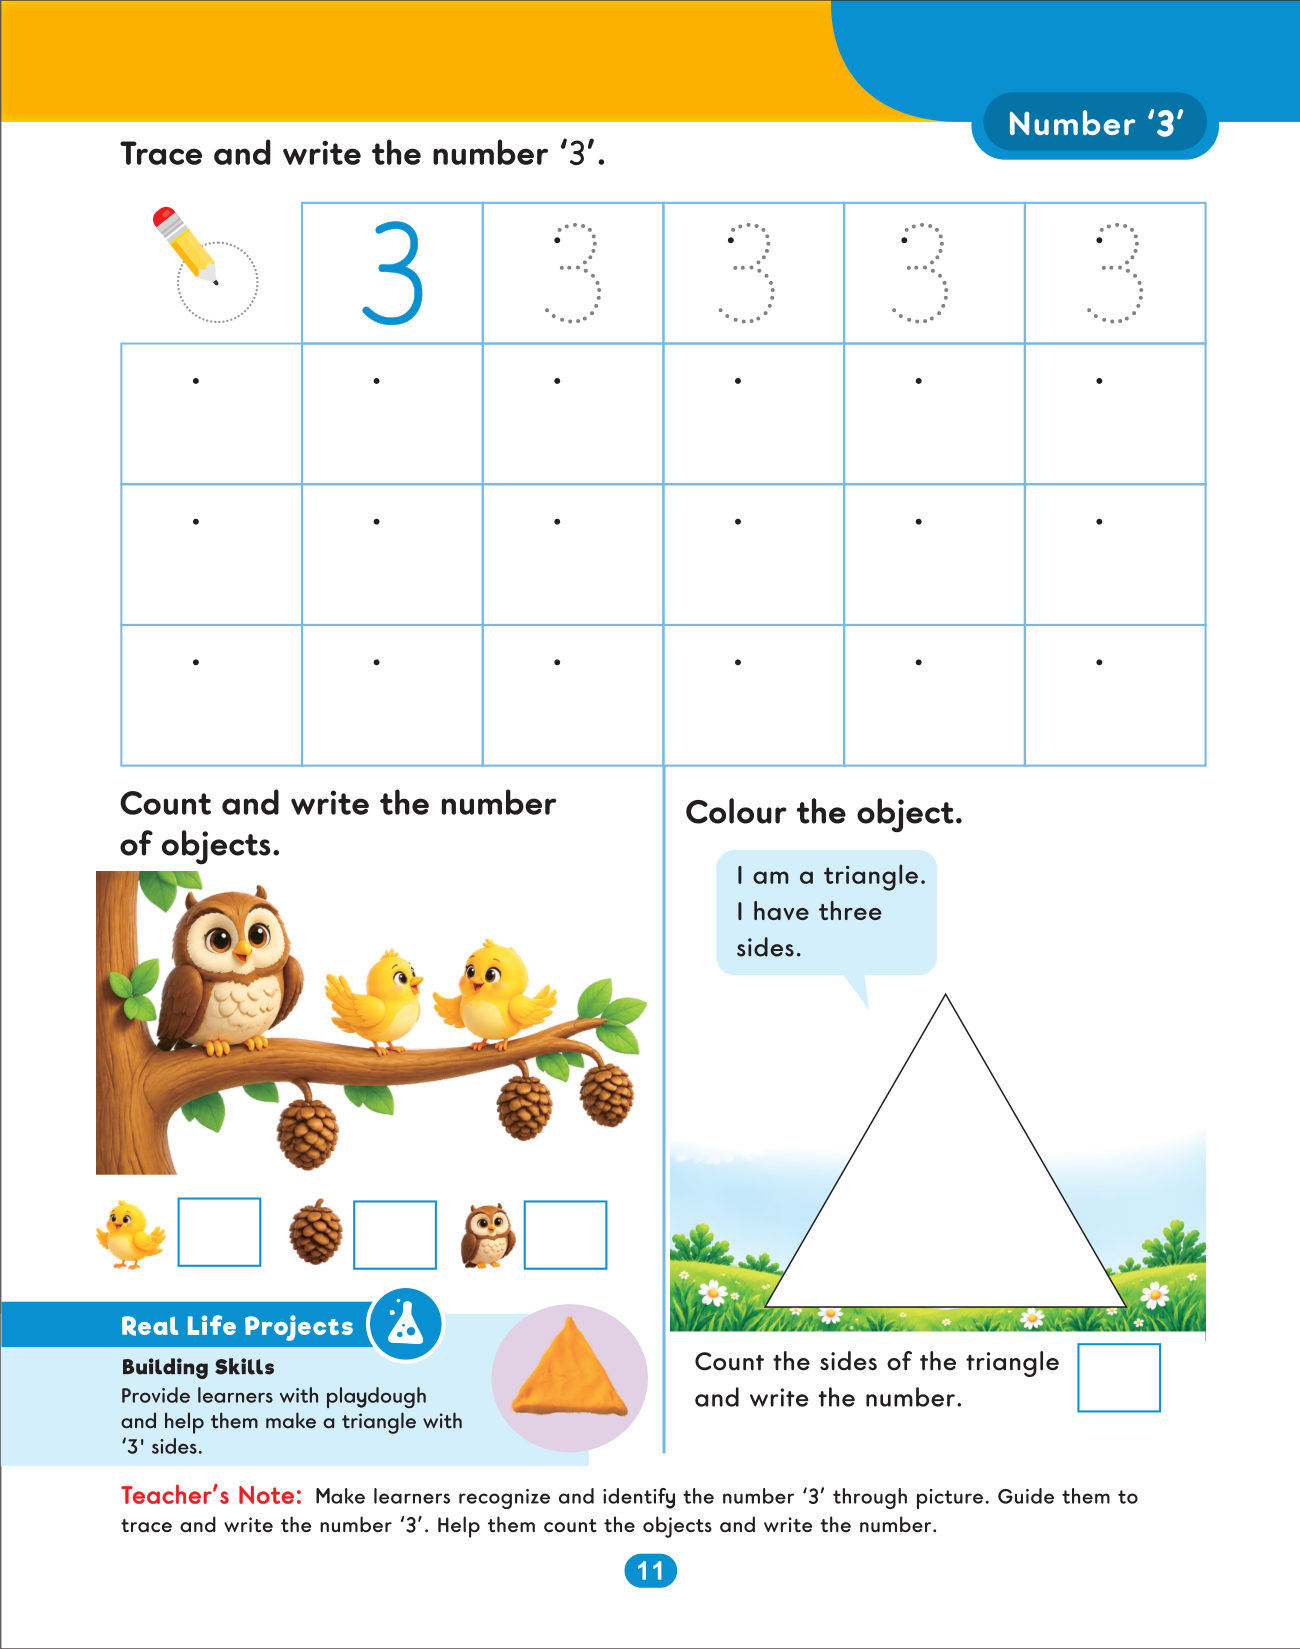 Number ‘3’
Trace and write the number ‘3’.
3 3 3 3 3
Count and write the number
of objects.
Colour the object.
I am a triangle.
I have three
sides.
Count the sides of the triangle
and write the number.
Real Life Projects
Building Skills
Provide learners with playdough
and help them make a triangle with
‘3' sides.
Teacher’s Note: Make learners recognize and identify the number ‘3’ through picture. Guide them to
trace and write the number ‘3’. Help them count the objects and write the number.
11